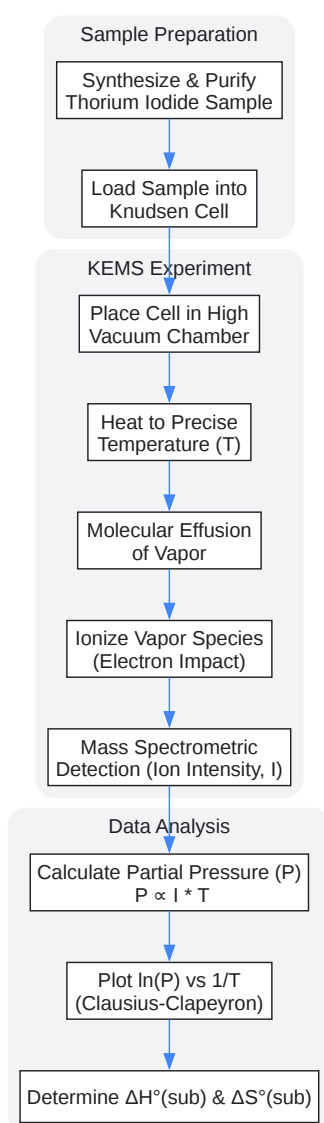 Sample Preparation
Synthesize & Purify
Thorium Iodide Sample
Load Sample into
Knudsen Cell
KEMS Experiment
Place Cell in High
Vacuum Chamber
Heat to Precise
Temperature (T)
Molecular Effusion
of Vapor
Ionize Vapor Species
(Electron Impact)
Mass Spectrometric
Detection (Ion Intensity, I)
Data Analysis
Calculate Partial Pressure (P)
P ∝ I * T
Plot ln(P) vs 1/T
(Clausius-Clapeyron)
Determine ΔH°(sub) & ΔS°(sub)